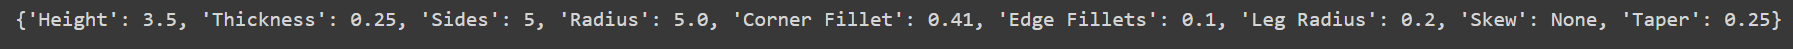 {'Height': 3.5, 'Thickness': 0.25, 'Sides': 5, 'Radius': 5.0, 'Corner Fillet': 0.41, 'Edge Fillets': 0.1, 'Leg Radius': 0.2, 'Skew': None, 'Taper': 0.25}